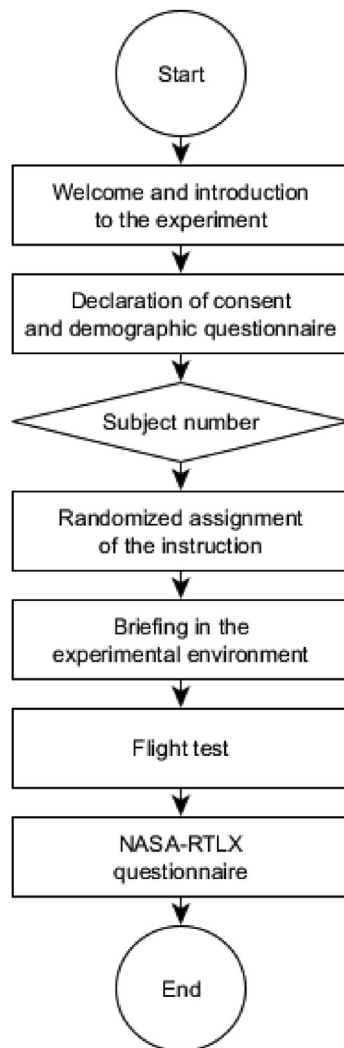 Start
Welcome and introduction
to the experiment
Declaration of consent
and demographic questionnaire
Subject number
Randomized assignment
of the instruction
Briefing in the
experimental environment
Flight test
NASA-RTLX
questionnaire
End